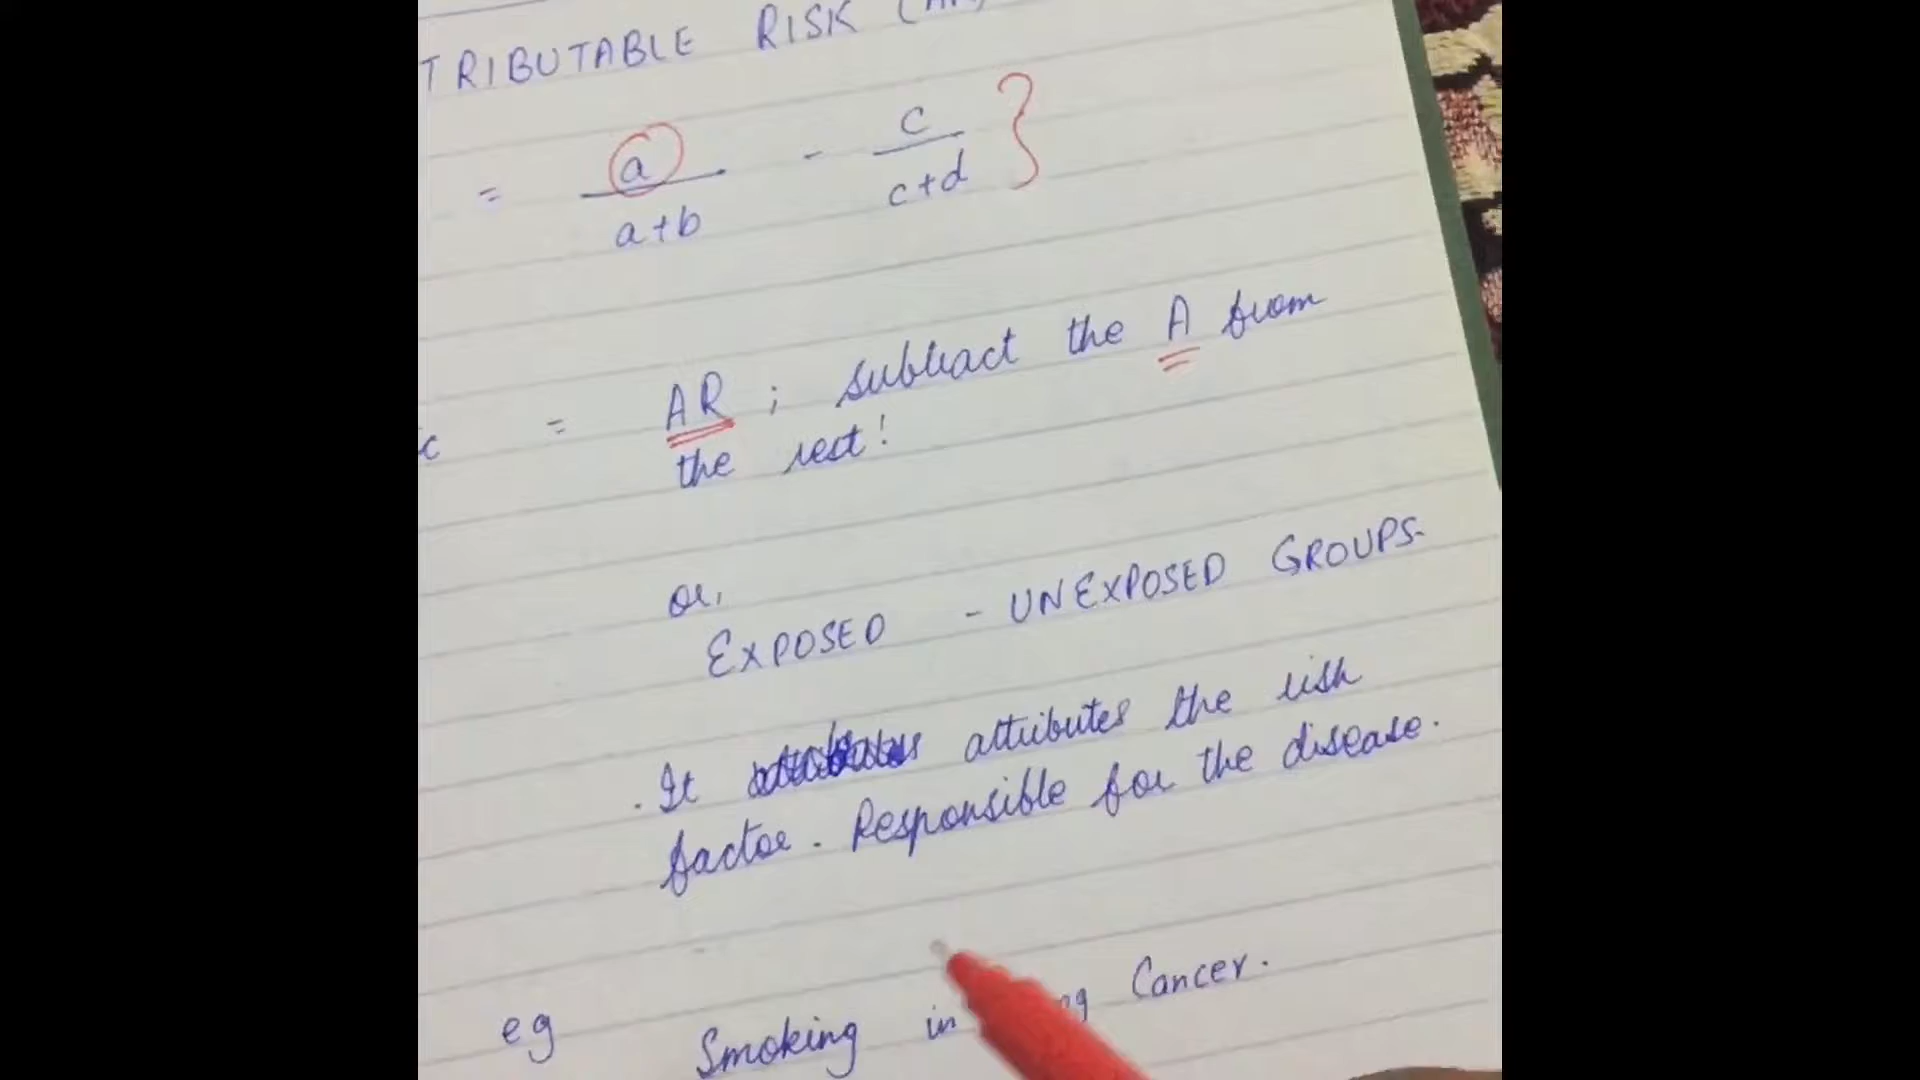 TRIBUTABLE RISK (AR)
= a/a+b - c/c+d }
c = AR ; subtract the A from
the rest!
or,
EXPOSED - UNEXPOSED GROUPS.
. It attributes the risk
factor. Responsible for the disease.
eg Smoking in Cancer.